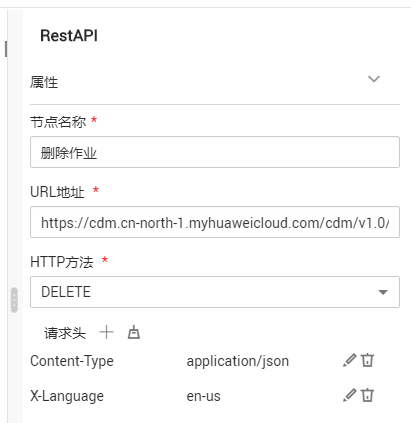 RestAPI
属性
节点名称 *
删除作业
URL地址 *
https://cdm.cn-north-1.myhuaweicloud.com/cdm/v1.0/
HTTP方法 *
DELETE
请求头
Content-Type application/json
X-Language en-us